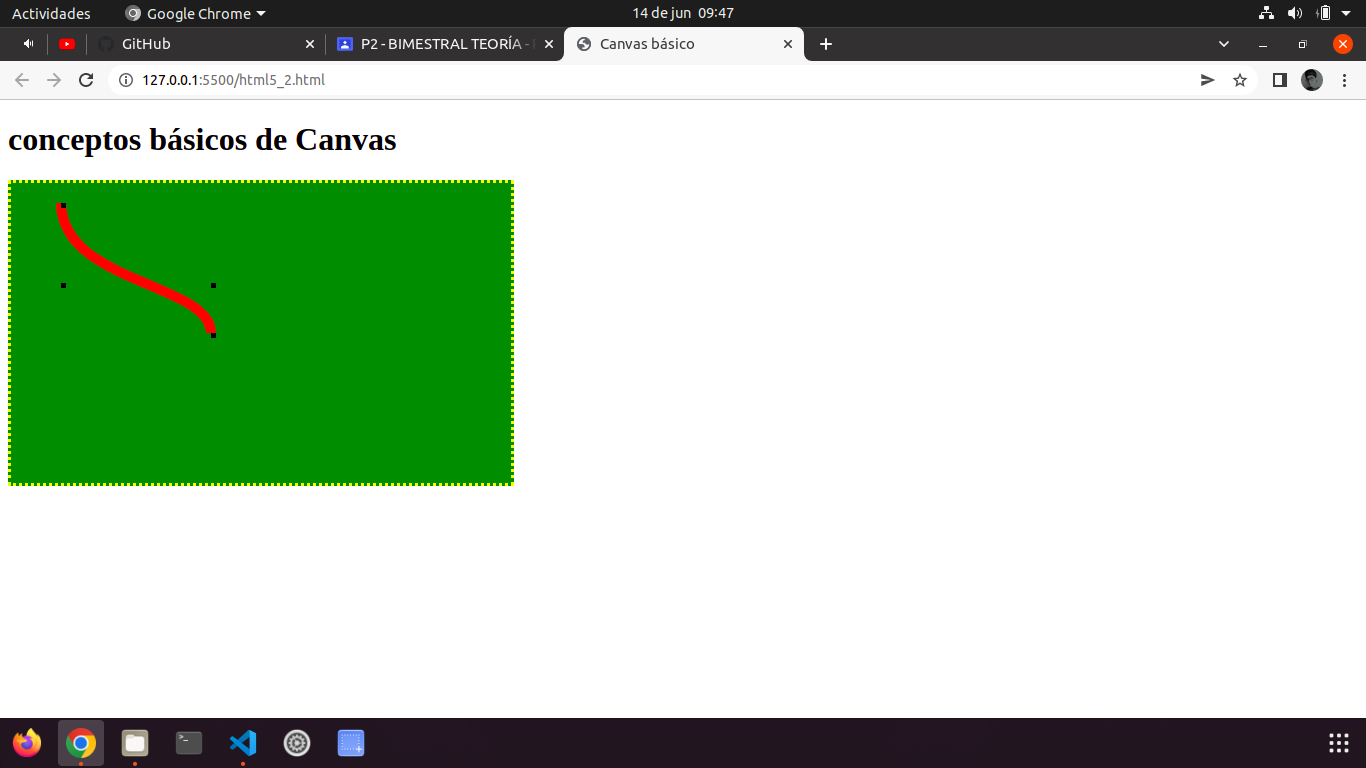 Actividades Google Chrome 14 de jun 09:47
GitHub P2 - BIMESTRAL TEORÍA - Canvas básico
127.0.0.1:5500/html5_2.html
conceptos básicos de Canvas